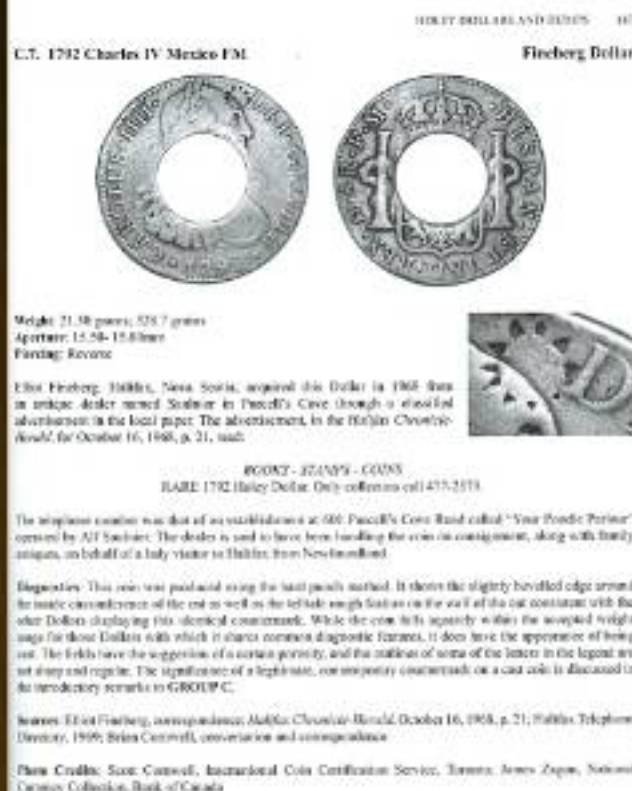 HOLEY DOLLARS AND DUMPS
C.7. 1792 Charles IV Mexico FM Fineberg Dollar
Weight: 21.30 grams;
Aperture: 15.50-
Piercing: Reverse
Eliot Fineberg, Halifax, Nova Scotia, acquired this Dollar in 1968 from
an antique dealer named Saulnier in Purcell's Cove through a classified
advertisement in the local paper. The advertisement, in the Halifax Chronicle-
Herald, for October 16, 1968, p. 21, read:
BOOKS - STAMPS - COINS
RARE 1792 Holey Dollar. Only collectors call
The telephone number was that of an establishment at Purcell's Cove Road called "Your Poodle Parlour"
operated by Alf Saulnier. The dealer is said to have been handling the coin on consignment, along with family
antiques, on behalf of a lady visitor to Halifax from Newfoundland.
Diagnostics: This coin was produced using the hand punch method. It shows the slightly bevelled edge around
the inside circumference of the cut as well as the telltale rough on the wall of the cut consistent with the
other Dollars displaying this identical countermark. While the coin falls squarely within the accepted weight
range for those Dollars with which it shares common diagnostic features, it does have the appearance of being
cast. The fields have the suggestion of a certain porosity, and the outlines of some of the letters in the legend are
not sharp and regular. The significance of a legitimate, contemporary countermark on a cast coin is discussed in
the introductory remarks to GROUP C.
Sources: Eliot Fineberg, correspondence; Halifax Chronicle-Herald, October 16, 1968, p. 21; Halifax Telephone
Directory, 1969; Brian Cornwell, conversation and correspondence
Photo Credits: Scott Cornwell, International Coin Certification Service, Toronto; James Zagon, National
Currency Collection, Bank of Canada